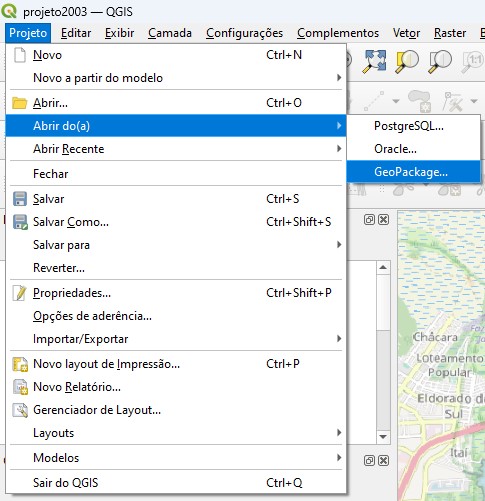 projeto2003 — QGIS
Projeto Editar Exibir Camada Configurações Complementos Vetor Raster
Novo Ctrl+N
Novo a partir do modelo
Abrir... Ctrl+O
Abrir do(a)
PostgreSQL...
Abrir Recente
Oracle...
Fechar
GeoPackage...
Salvar Ctrl+S
Salvar Como... Ctrl+Shift+S
Salvar para
Reverter...
Propriedades... Ctrl+Shift+P
Opções de aderência...
Importar/Exportar
Novo layout de Impressão... Ctrl+P
Novo Relatório...
Gerenciador de Layout...
Layouts
Modelos
Sair do QGIS Ctrl+Q
Chácara
Loteamento
Popular
Eldorado do
Sul
Itaí